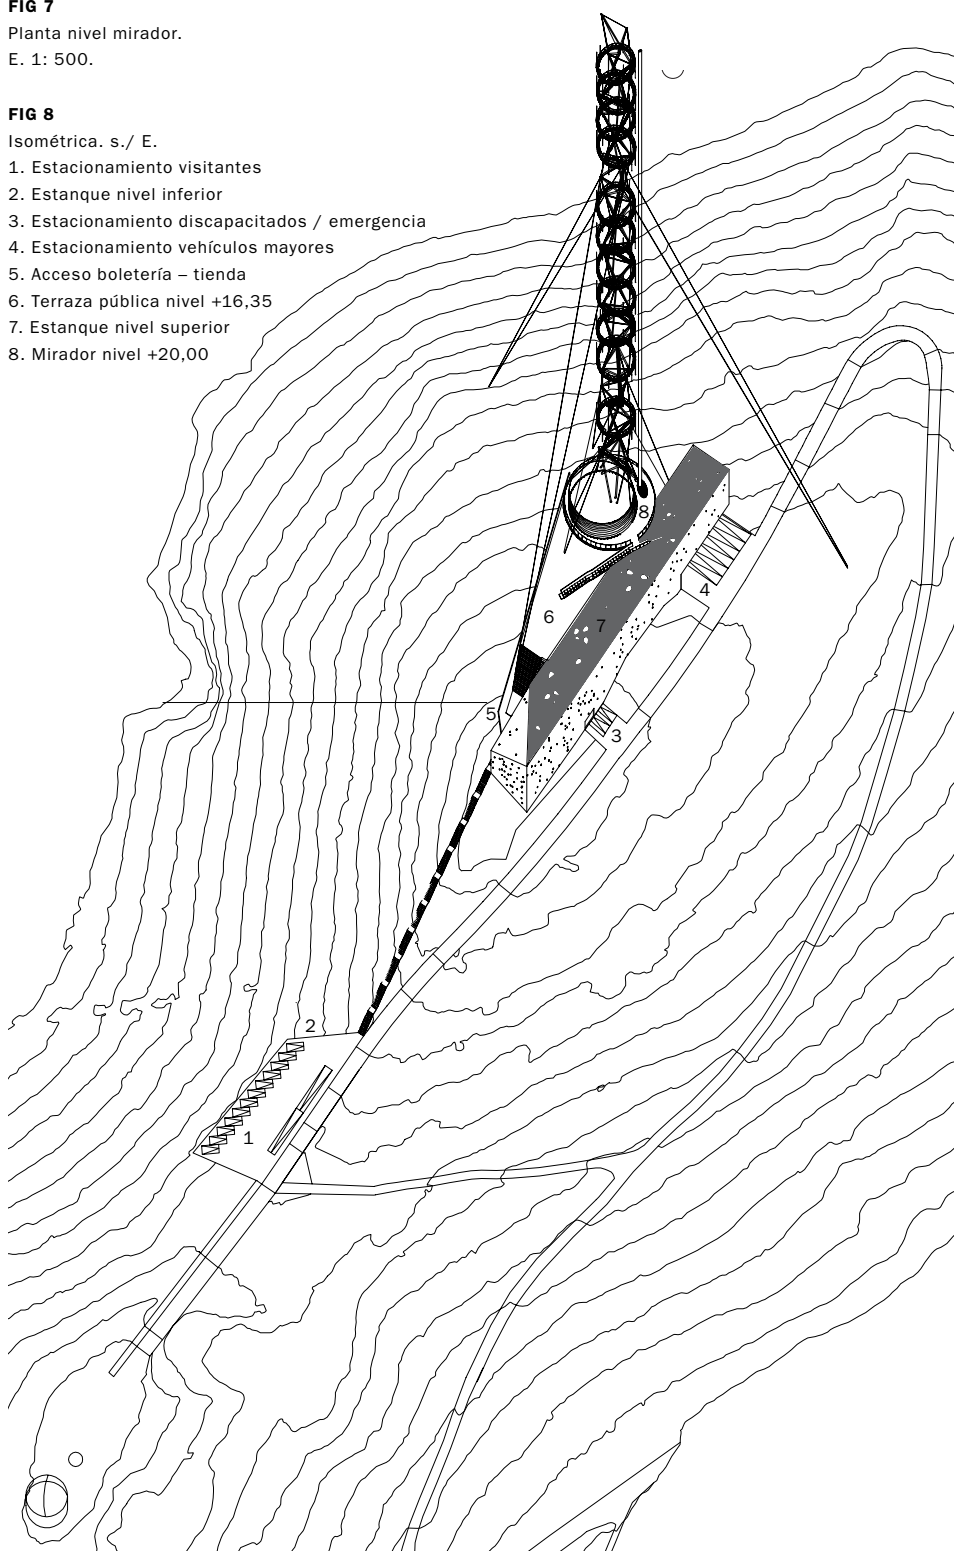 FIG 7
Planta nivel mirador.
E. 1: 500.
FIG 8
Isométrica. s./ E.
1. Estacionamiento visitantes
2. Estanque nivel inferior
3. Estacionamiento discapacitados / emergencia
4. Estacionamiento vehículos mayores
5. Acceso boletería – tienda
6. Terraza pública nivel +16,35
7. Estanque nivel superior
8. Mirador nivel +20,00
8
4
6
7
5
3
2
1